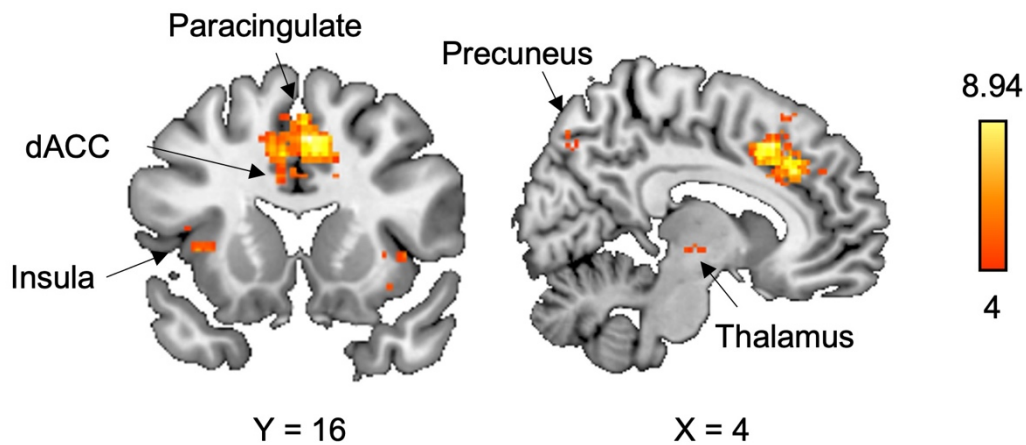 Paracingulate
Precuneus
8.94
dACC
Insula
Thalamus
4
Y = 16
X = 4